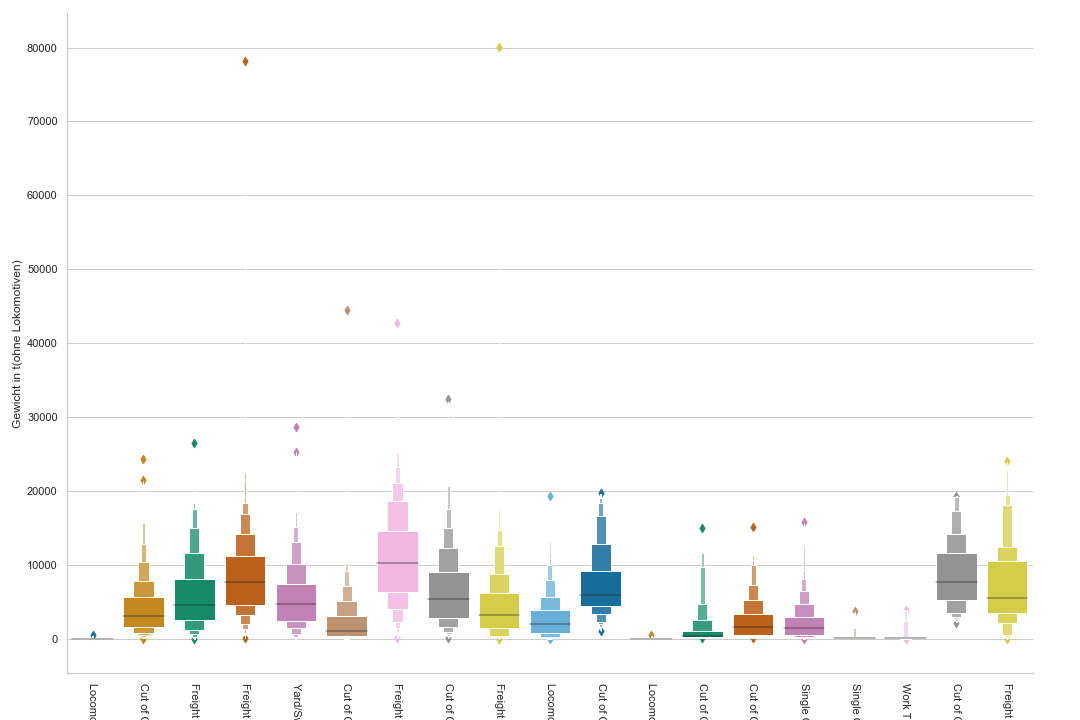 80000
70000
60000
50000
40000
30000
20000
10000
0
Gewicht in t(ohne Lokomotiven)
Locomo
Cut of
Freight
Freight
Yard/Sw
Cut of
Freight
Cut of
Freight
Locomo
Cut of
Locomo
Cut of
Cut of
Single
Single
Work T
Cut of
Freight